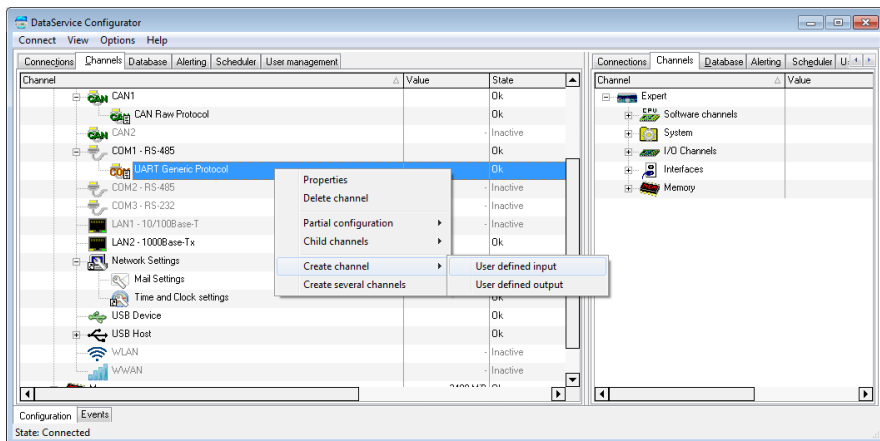 DataService Configurator
Connect View Options Help
Connections Channels Database Alerting Scheduler User management
Channel Value State
CAN1 Ok
CAN Raw Protocol Ok
CAN2 - Inactive
COM1 - RS-485 Ok
UART Generic Protocol Ok
COM2 - RS-485 - Inactive
COM3 - RS-232 - Inactive
LAN1 - 10/100Base-T - Inactive
LAN2 - 1000Base-Tx Ok
Network Settings
Mail Settings
Time and Clock settings Ok
USB Device Ok
USB Host Ok
WLAN - Inactive
WWAN - Inactive
Properties
Delete channel
Partial configuration
Child channels
Create channel
Create several channels
User defined input
User defined output
Connections Channels Database Alerting Scheduler
Channel Value
Expert
Software channels
System
I/O Channels
Interfaces
Memory
Configuration Events
State: Connected